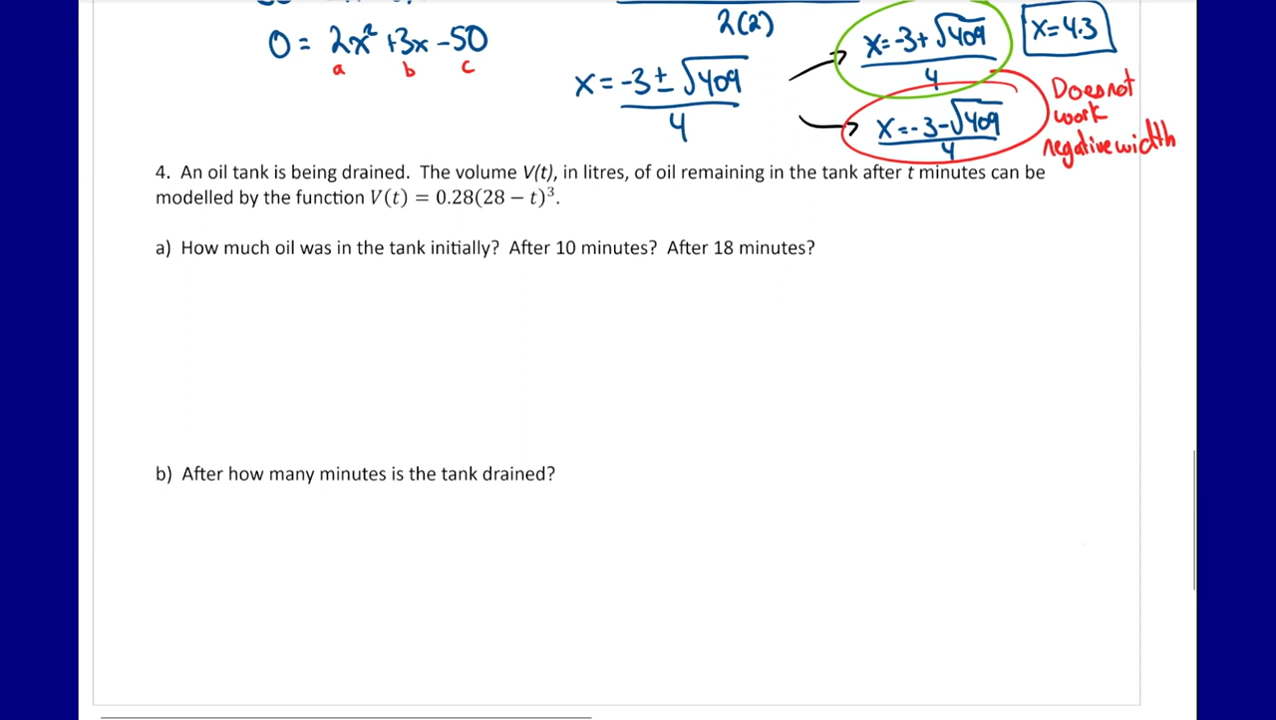 2(2)
0 = 2x² +3x -50
a b c
x = -3 ± √409
4
x = -3 + √409
4
x = 4.3
x = -3 - √409
4
Does not
work
negative width
4. An oil tank is being drained. The volume V(t), in litres, of oil remaining in the tank after t minutes can be
modelled by the function V(t) = 0.28(28 − t)³.
a) How much oil was in the tank initially? After 10 minutes? After 18 minutes?
b) After how many minutes is the tank drained?